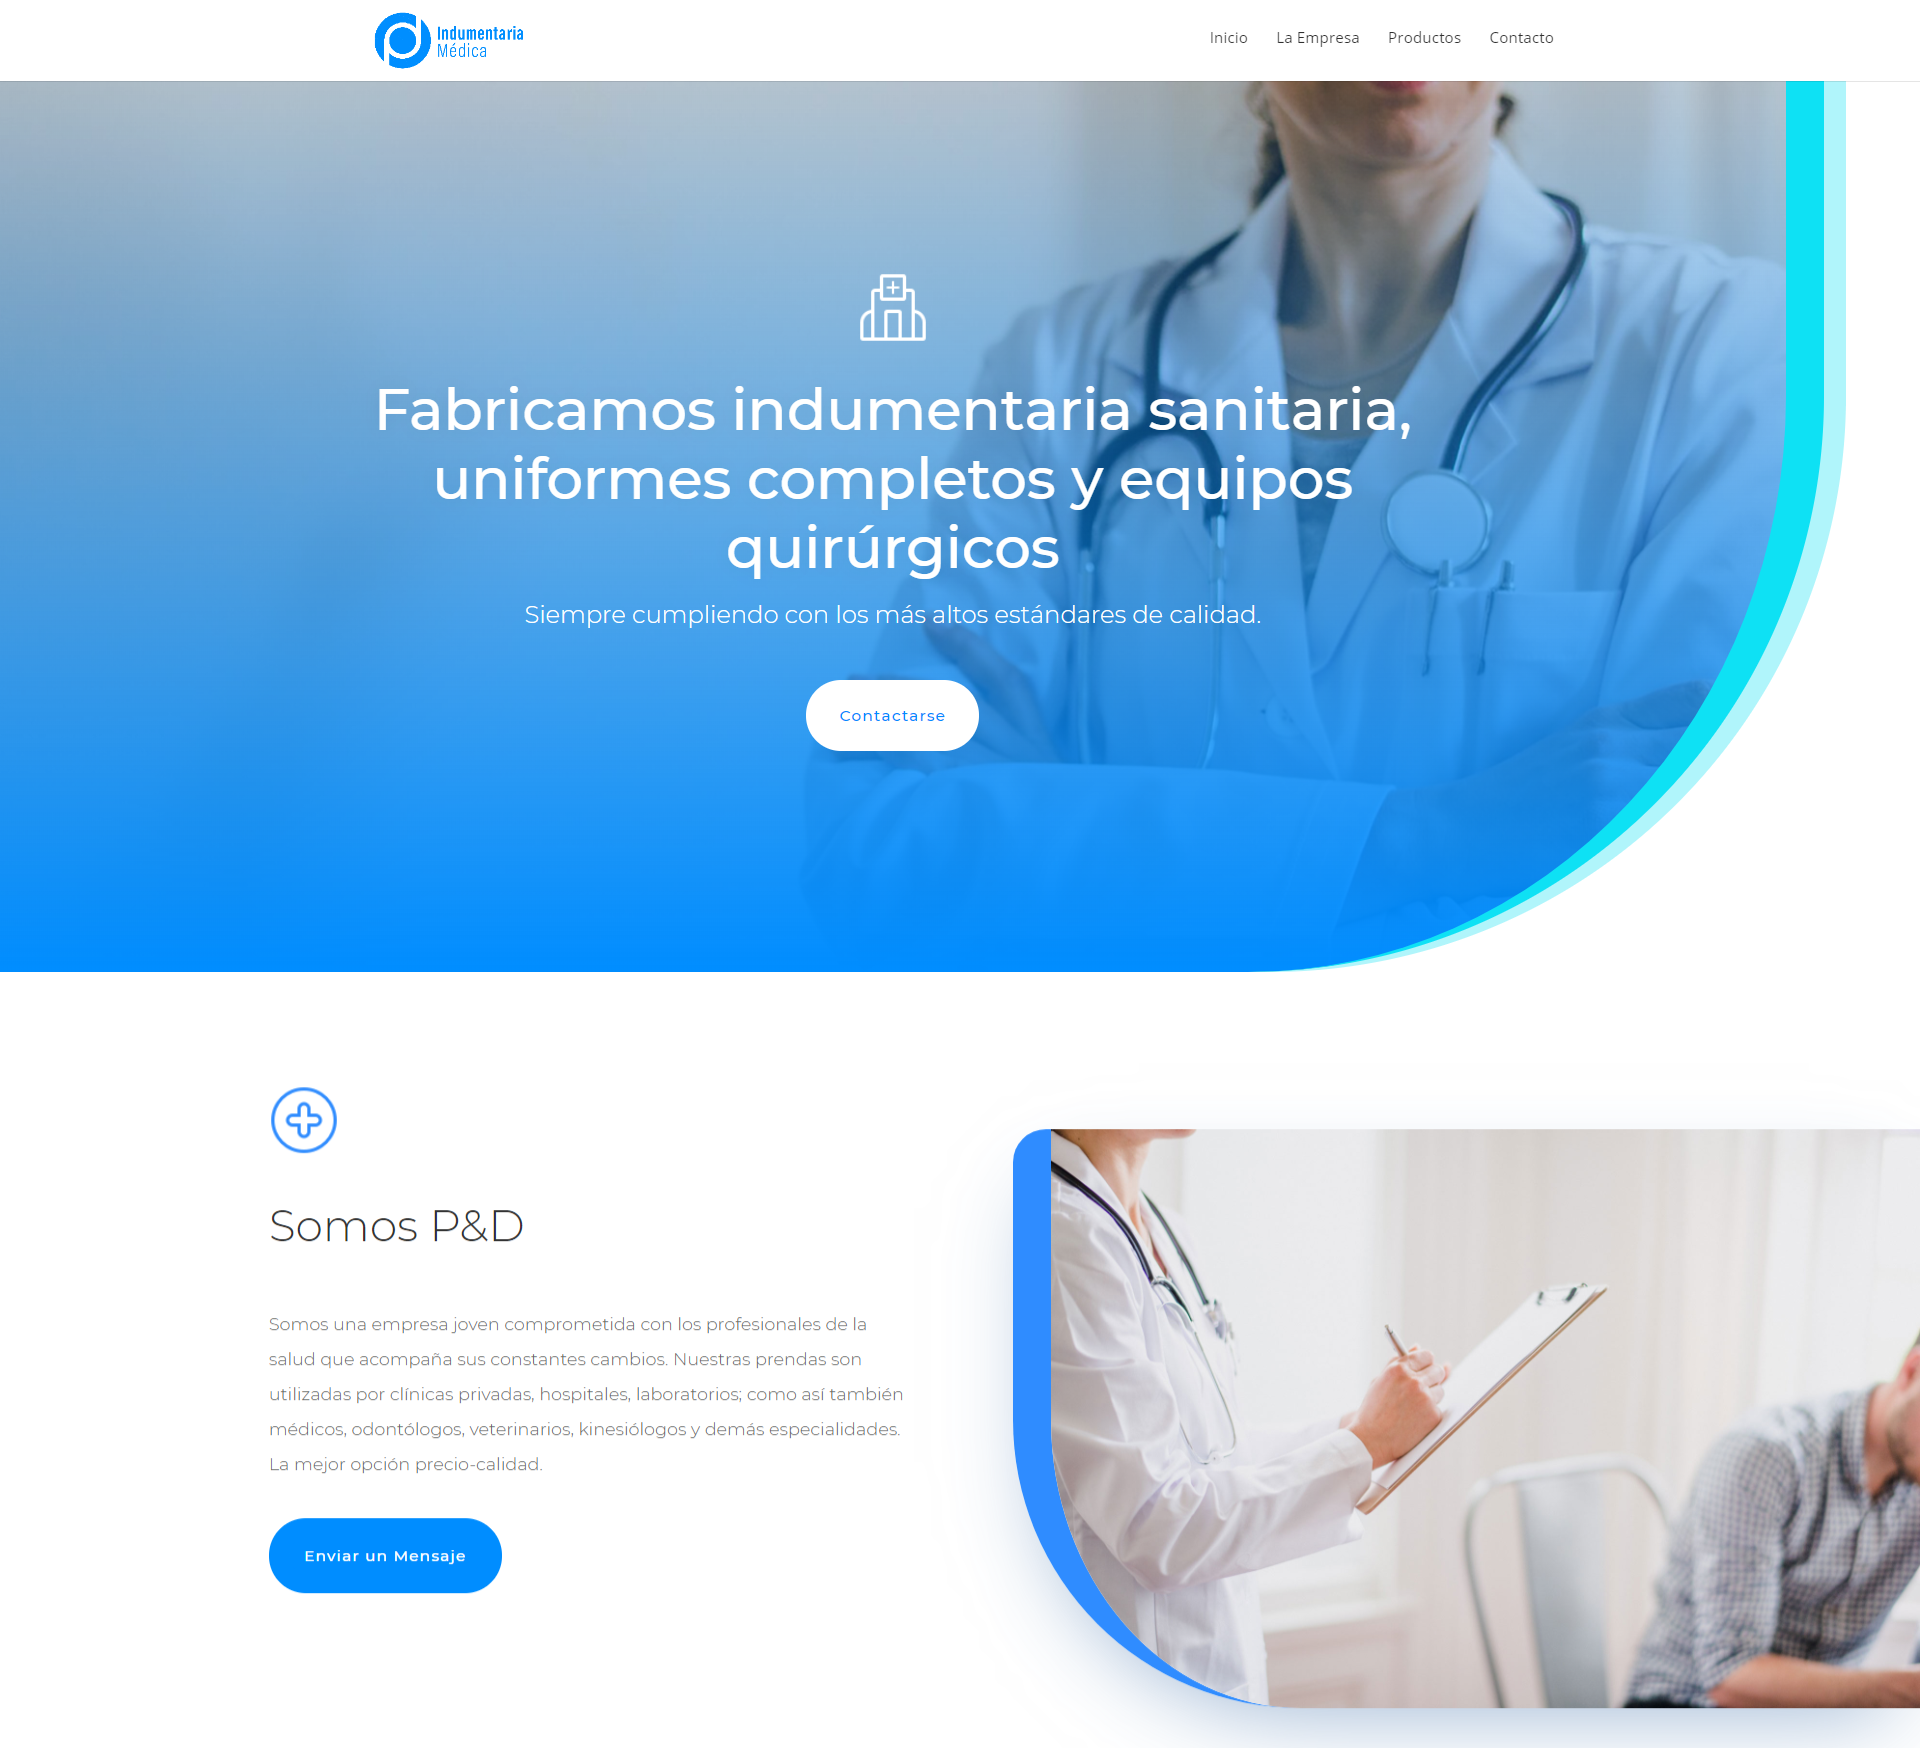 Indumentaria
Médica
Inicio
La Empresa
Productos
Contacto
Fabricamos indumentaria sanitaria,
uniformes completos y equipos
quirúrgicos
Siempre cumpliendo con los más altos estándares de calidad.
Contactarse
Somos P&D
Somos una empresa joven comprometida con los profesionales de la
salud que acompaña sus constantes cambios. Nuestras prendas son
utilizadas por clínicas privadas, hospitales, laboratorios; como así también
médicos, odontólogos, veterinarios, kinesiólogos y demás especialidades.
La mejor opción precio-calidad.
Enviar un Mensaje